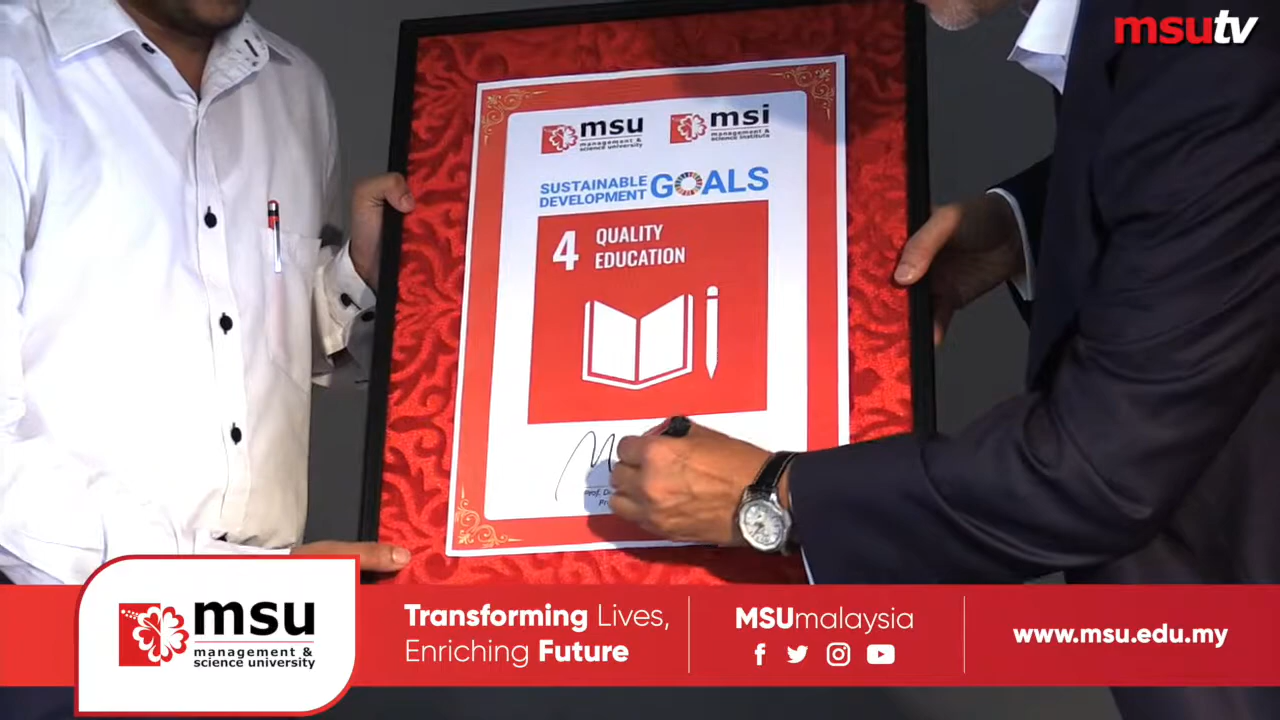 msutv
msu
management &
science university
msi
management &
science institute
SUSTAINABLE
DEVELOPMENT
GOALS
4 QUALITY
EDUCATION
Prof.
msu
management &
science university
Transforming Lives,
Enriching Future
MSUmalaysia
www.msu.edu.my